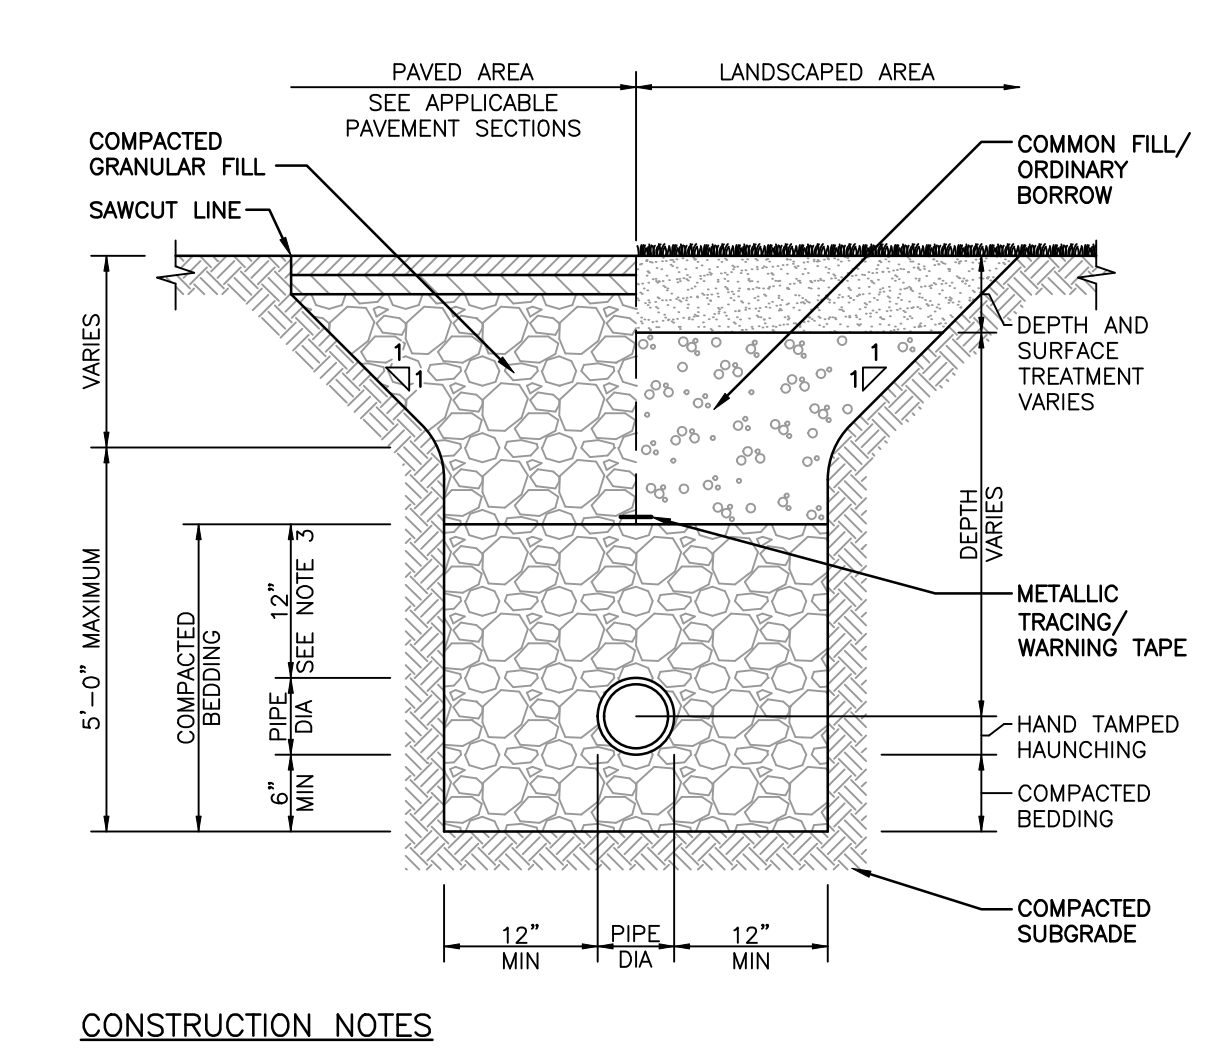 PAVED AREA
SEE APPLICABLE
PAVEMENT SECTIONS
LANDSCAPED AREA
COMPACTED
GRANULAR FILL
SAWCUT LINE
COMMON FILL/
ORDINARY
BORROW
VARIES
5'-0" MAXIMUM
COMPACTED
BEDDING
12"
SEE NOTE 3
PIPE
DIA
6"
MIN
1
1
1
1
DEPTH AND
SURFACE
TREATMENT
VARIES
DEPTH
VARIES
METALLIC
TRACING/
WARNING TAPE
HAND TAMPED
HAUNCHING
COMPACTED
BEDDING
COMPACTED
SUBGRADE
12"
MIN
PIPE
DIA
12"
MIN
CONSTRUCTION NOTES